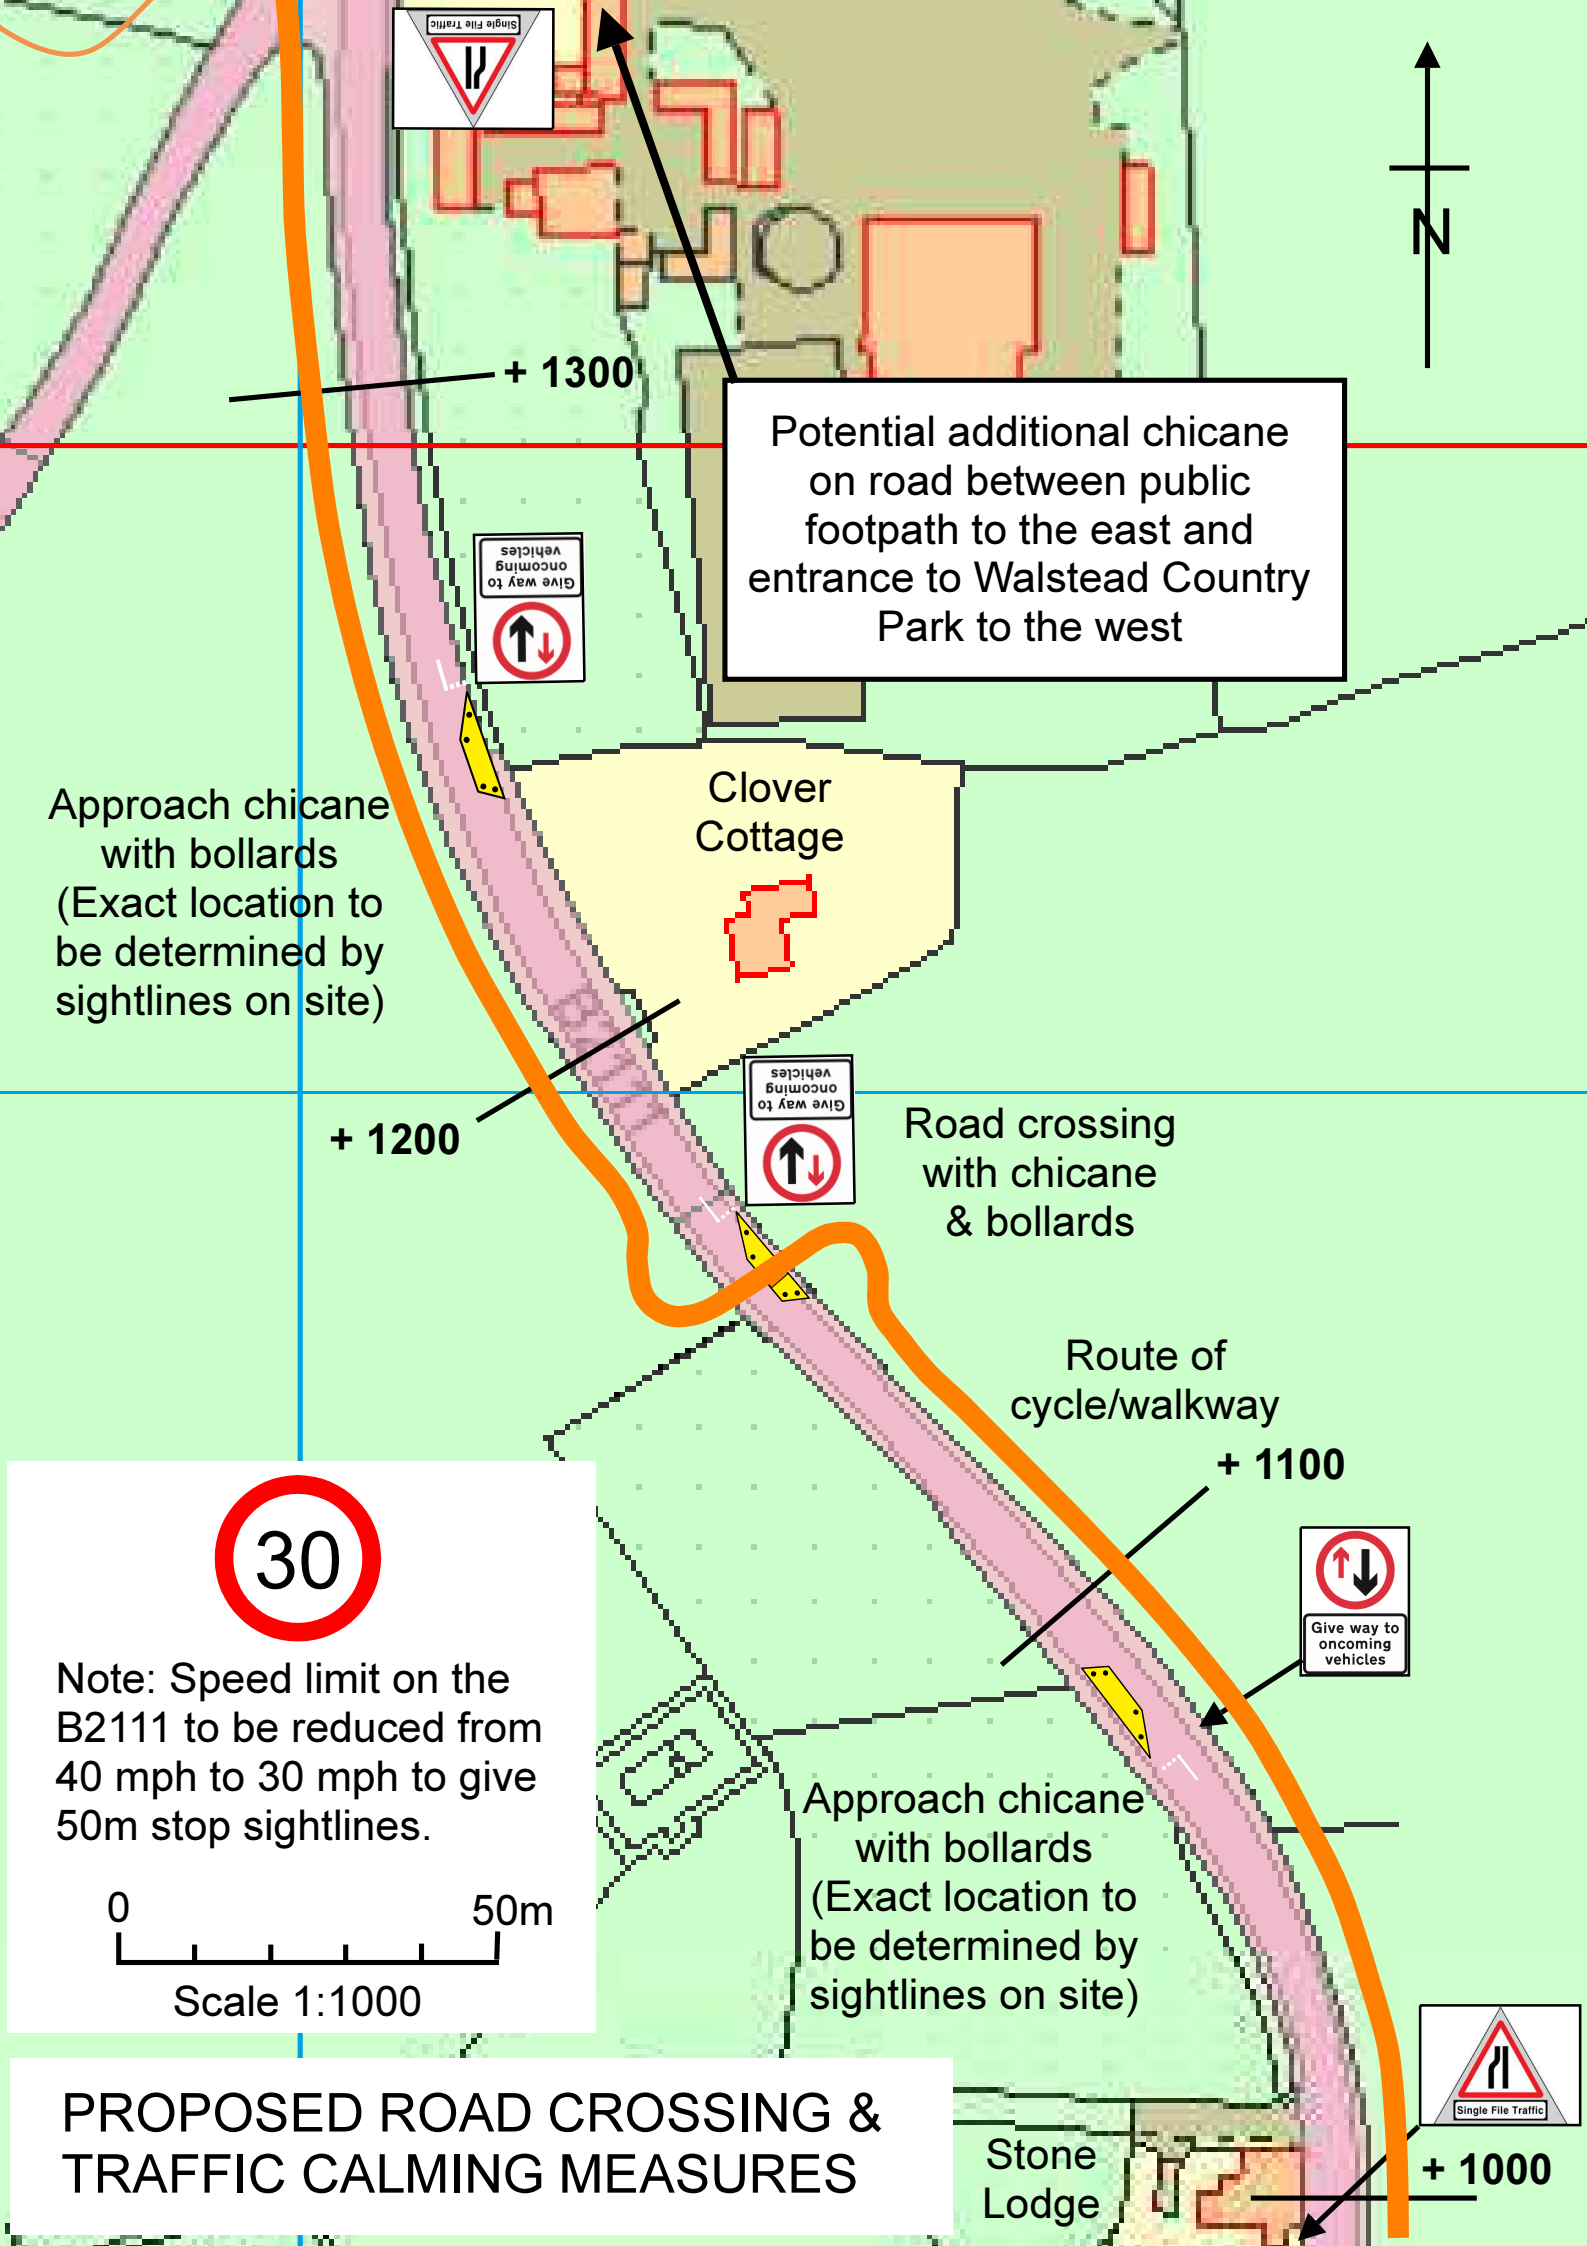 Single File Traffic
N
+ 1300
Potential additional chicane
on road between public
footpath to the east and
entrance to Walstead Country
Park to the west
Give way to
oncoming
vehicles
Clover
Cottage
Approach chicane
with bollards
(Exact location to
be determined by
sightlines on site)
B2111
+ 1200
Give way to
oncoming
vehicles
Road crossing
with chicane
& bollards
Route of
cycle/walkway
+ 1100
30
Note: Speed limit on the
B2111 to be reduced from
40 mph to 30 mph to give
50m stop sightlines.
0 50m
Scale 1:1000
Give way to
oncoming
vehicles
Approach chicane
with bollards
(Exact location to
be determined by
sightlines on site)
Single File Traffic
+ 1000
Stone
Lodge
PROPOSED ROAD CROSSING &
TRAFFIC CALMING MEASURES